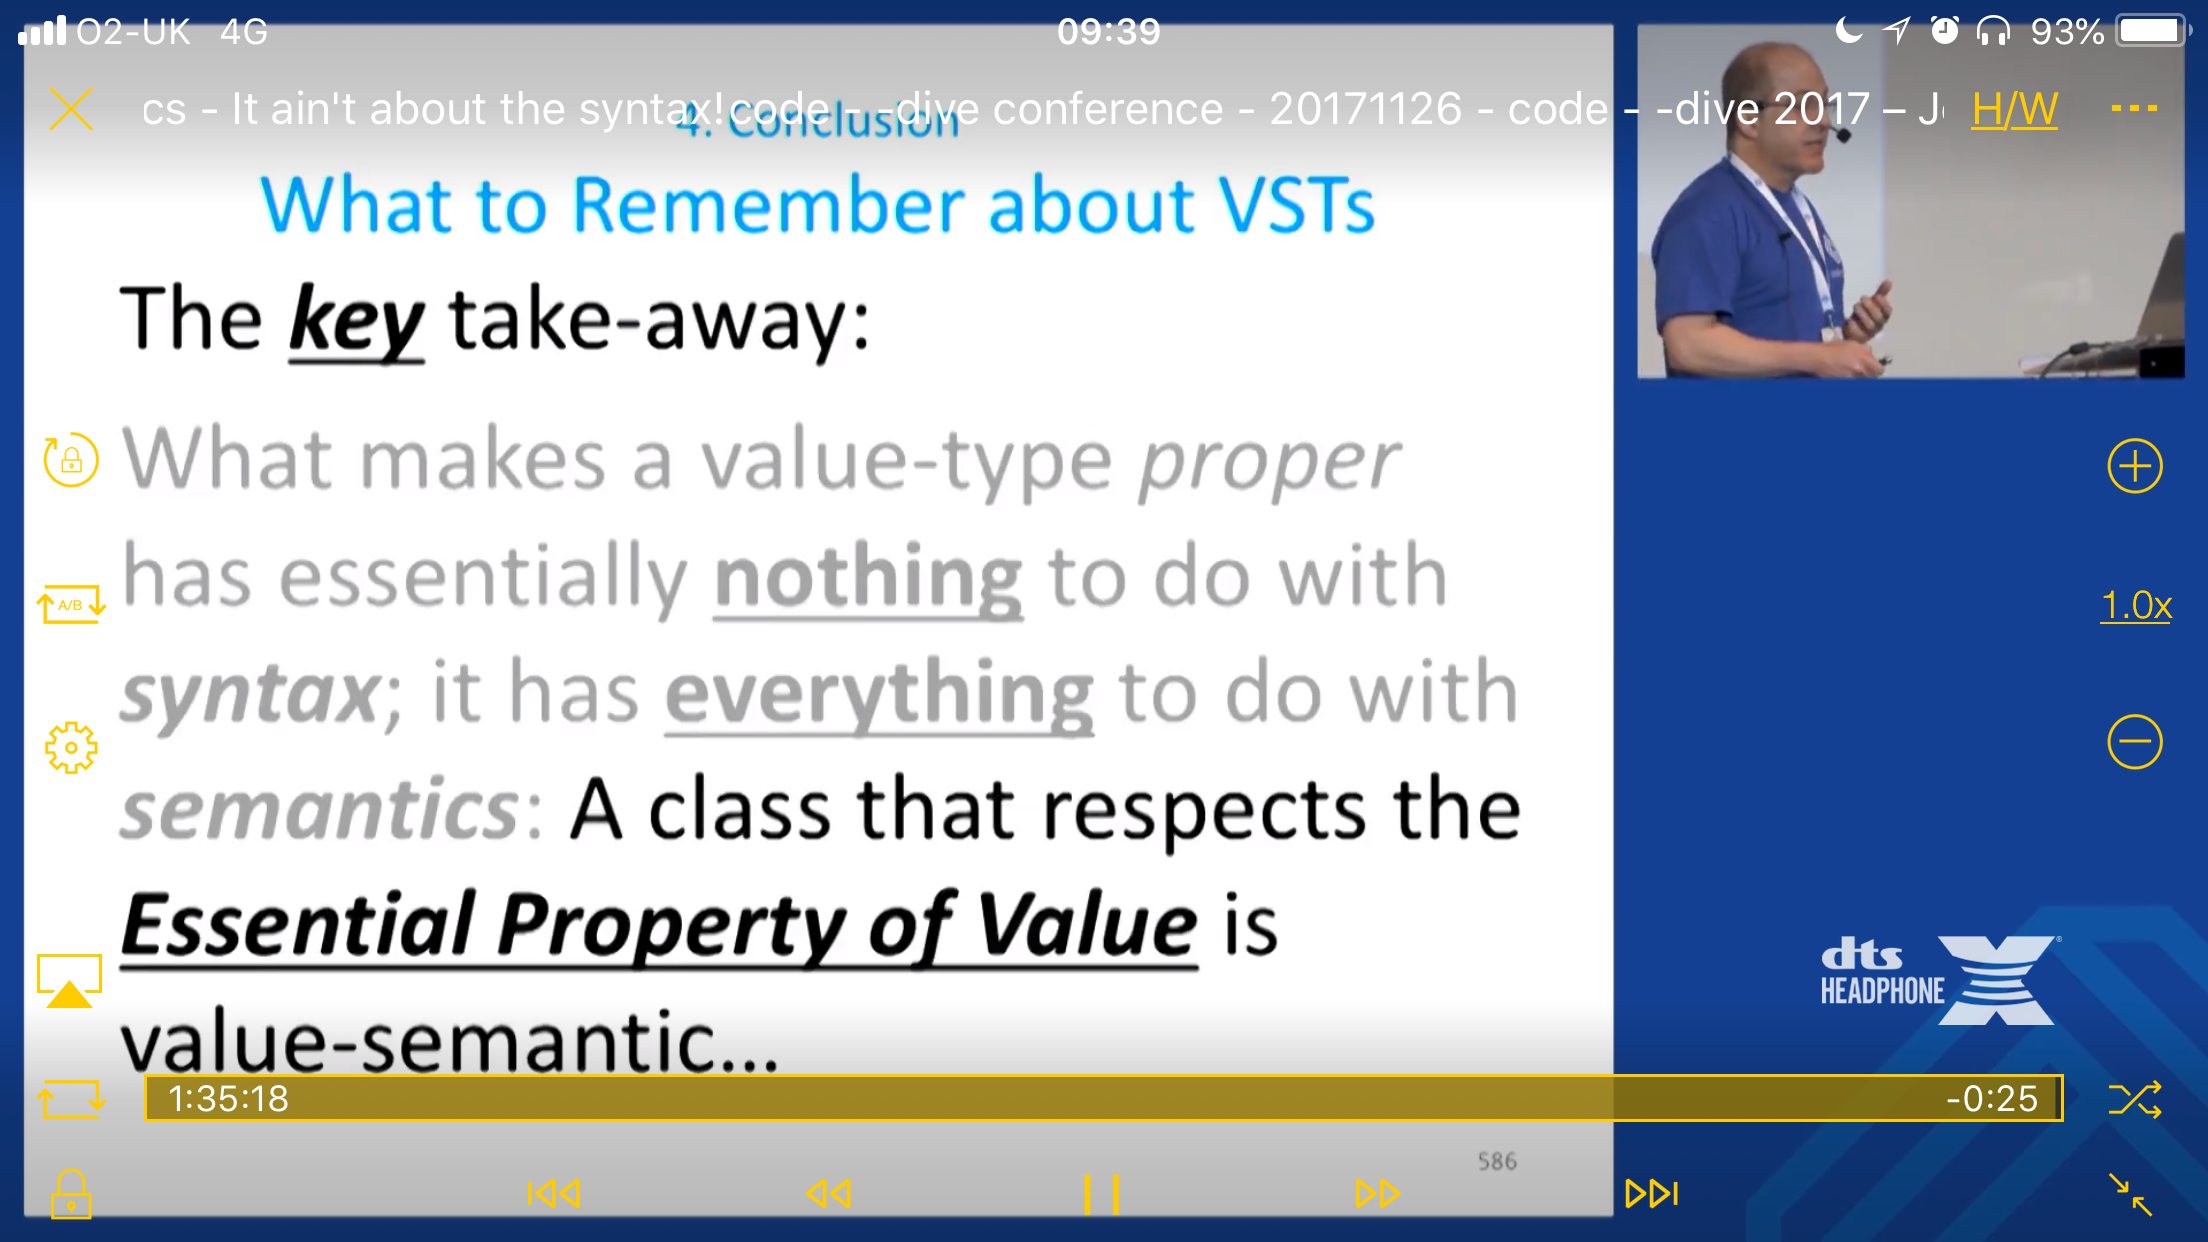 O2-UK 4G 09:39 93%
cs - It ain't about the syntax!code - -dive conference - 20171126 - code - -dive 2017 – J H/W
4. Conclusion
What to Remember about VSTs
The key take-away:
What makes a value-type proper
has essentially nothing to do with
syntax; it has everything to do with
semantics: A class that respects the
Essential Property of Value is
value-semantic...
A/B
1.0x
dts
HEADPHONE X
1:35:18 -0:25
586